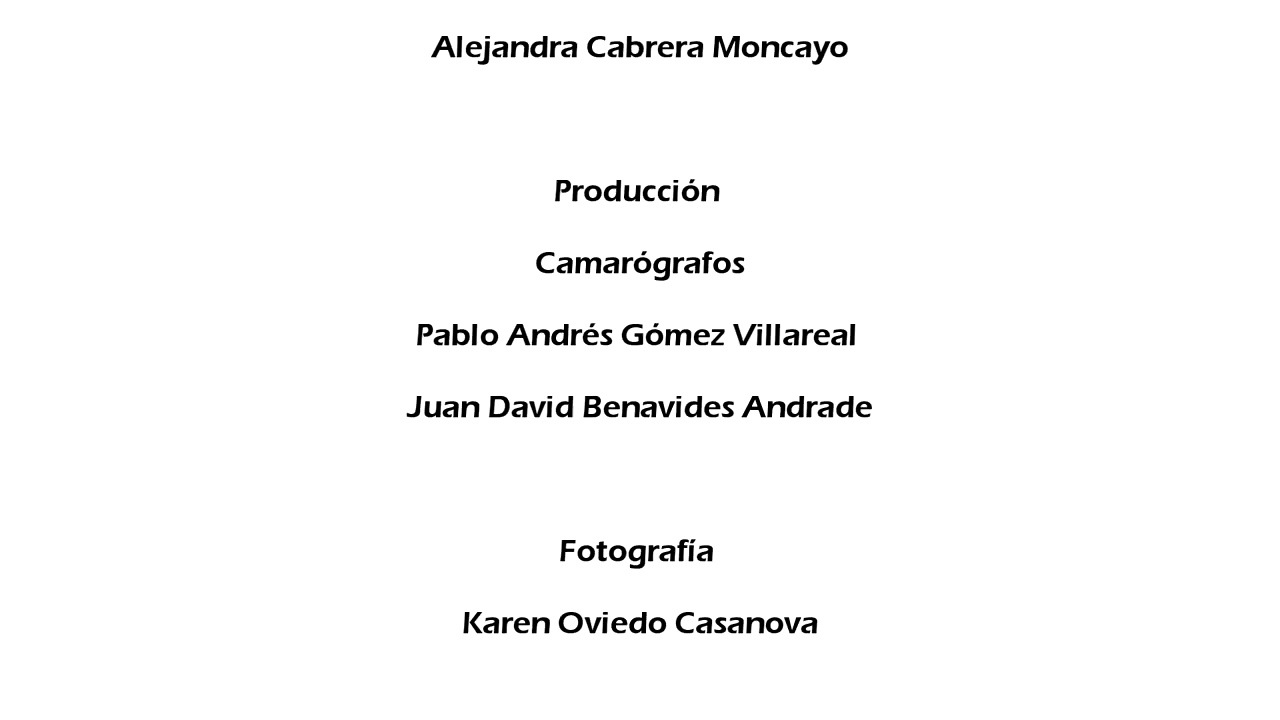 Alejandra Cabrera Moncayo
Producción
Camarógrafos
Pablo Andrés Gómez Villareal
Juan David Benavides Andrade
Fotografía
Karen Oviedo Casanova